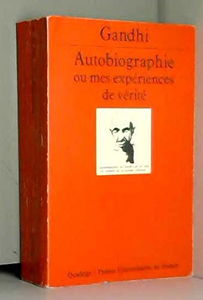 Gandhi
Autobiographie
ou mes expériences
de vérité
Quadrige / Presses Universitaires de France